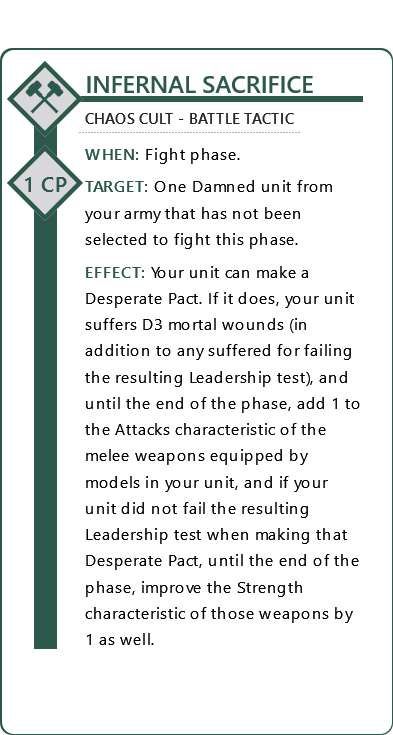 INFERNAL SACRIFICE
CHAOS CULT - BATTLE TACTIC
WHEN: Fight phase.
1 CP
TARGET: One Damned unit from
your army that has not been
selected to fight this phase.
EFFECT: Your unit can make a
Desperate Pact. If it does, your unit
suffers D3 mortal wounds (in
addition to any suffered for failing
the resulting Leadership test), and
until the end of the phase, add 1 to
the Attacks characteristic of the
melee weapons equipped by
models in your unit, and if your
unit did not fail the resulting
Leadership test when making that
Desperate Pact, until the end of the
phase, improve the Strength
characteristic of those weapons by
1 as well.